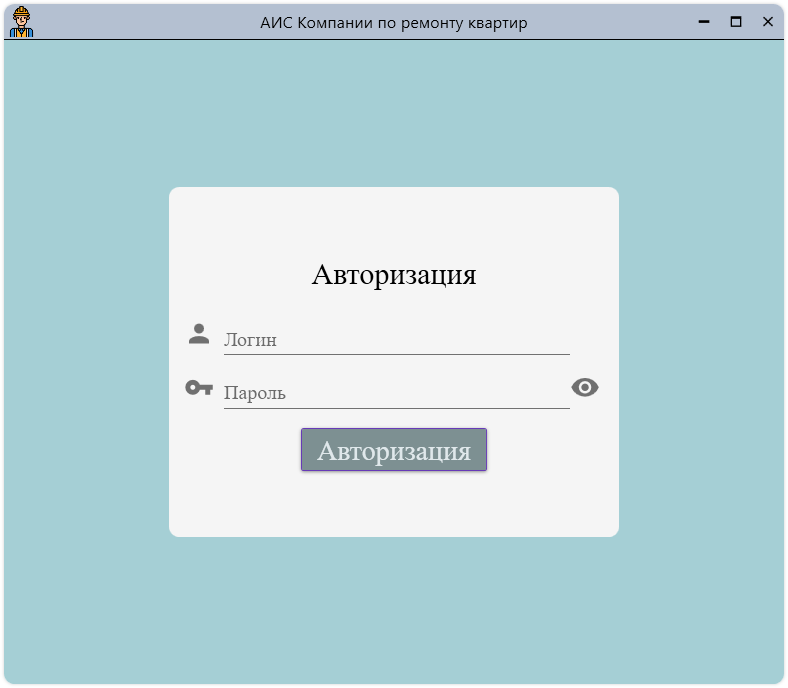 АИС Компании по ремонту квартир
Авторизация
Логин
Пароль
Авторизация